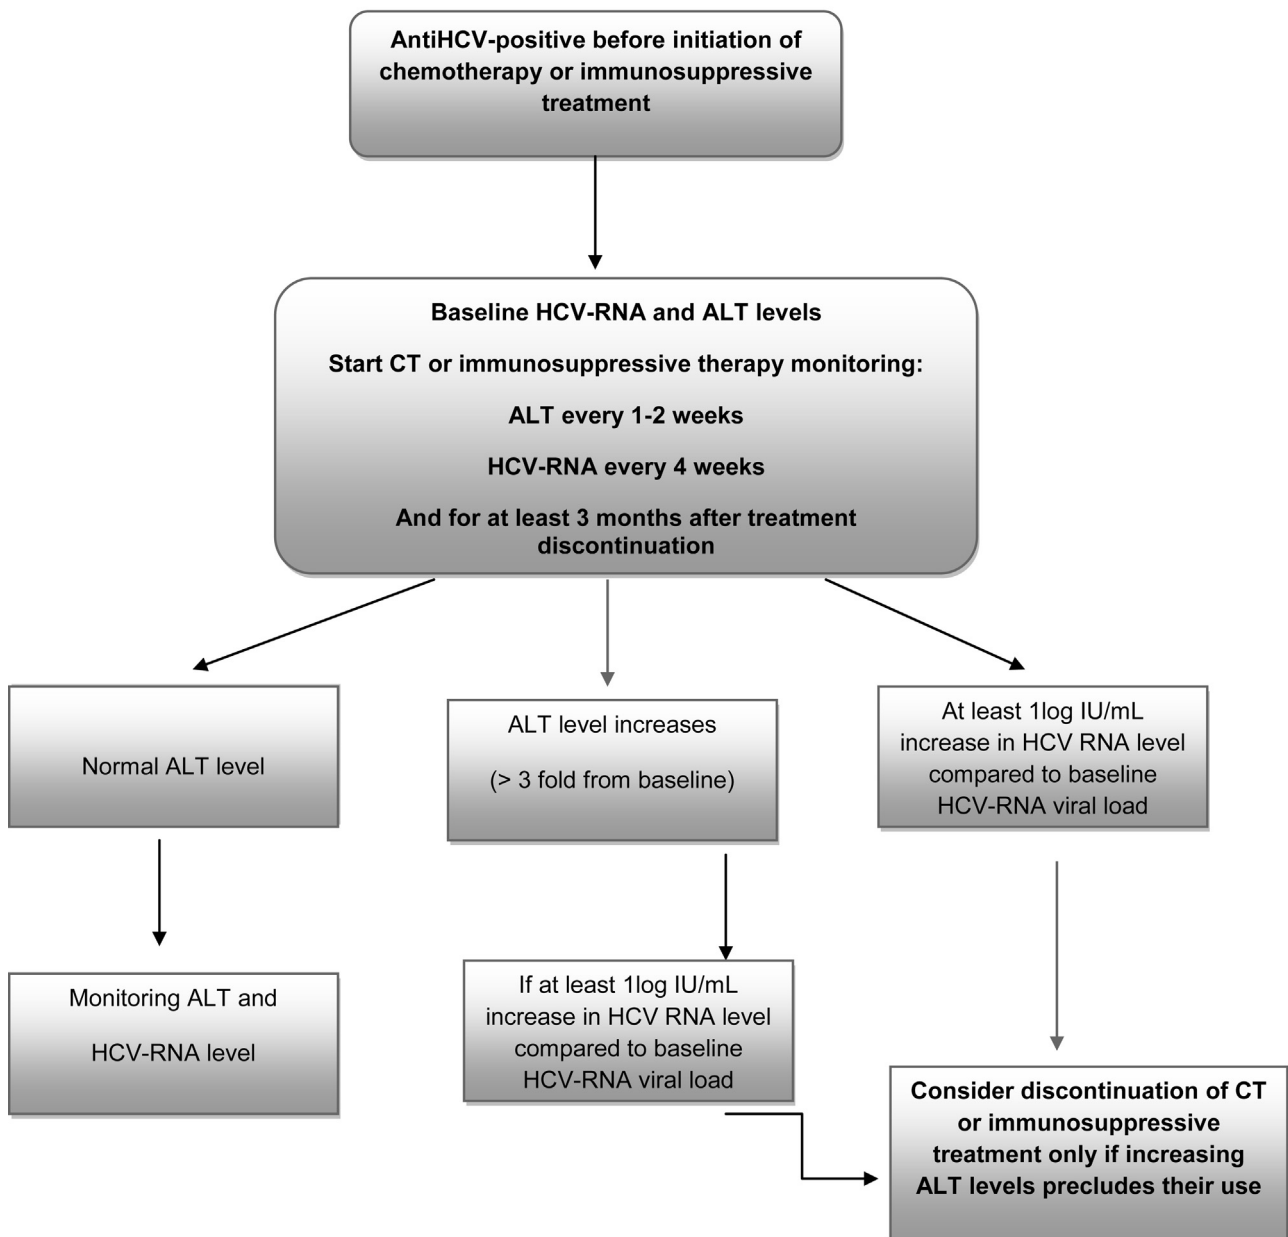 AntiHCV-positive before initiation of
chemotherapy or immunosuppressive
treatment
Baseline HCV-RNA and ALT levels
Start CT or immunosuppressive therapy monitoring:
ALT every 1-2 weeks
HCV-RNA every 4 weeks
And for at least 3 months after treatment
discontinuation
Normal ALT level
ALT level increases
(> 3 fold from baseline)
At least 1log IU/mL
increase in HCV RNA level
compared to baseline
HCV-RNA viral load
Monitoring ALT and
HCV-RNA level
If at least 1log IU/mL
increase in HCV RNA level
compared to baseline
HCV-RNA viral load
Consider discontinuation of CT
or immunosuppressive
treatment only if increasing
ALT levels precludes their use